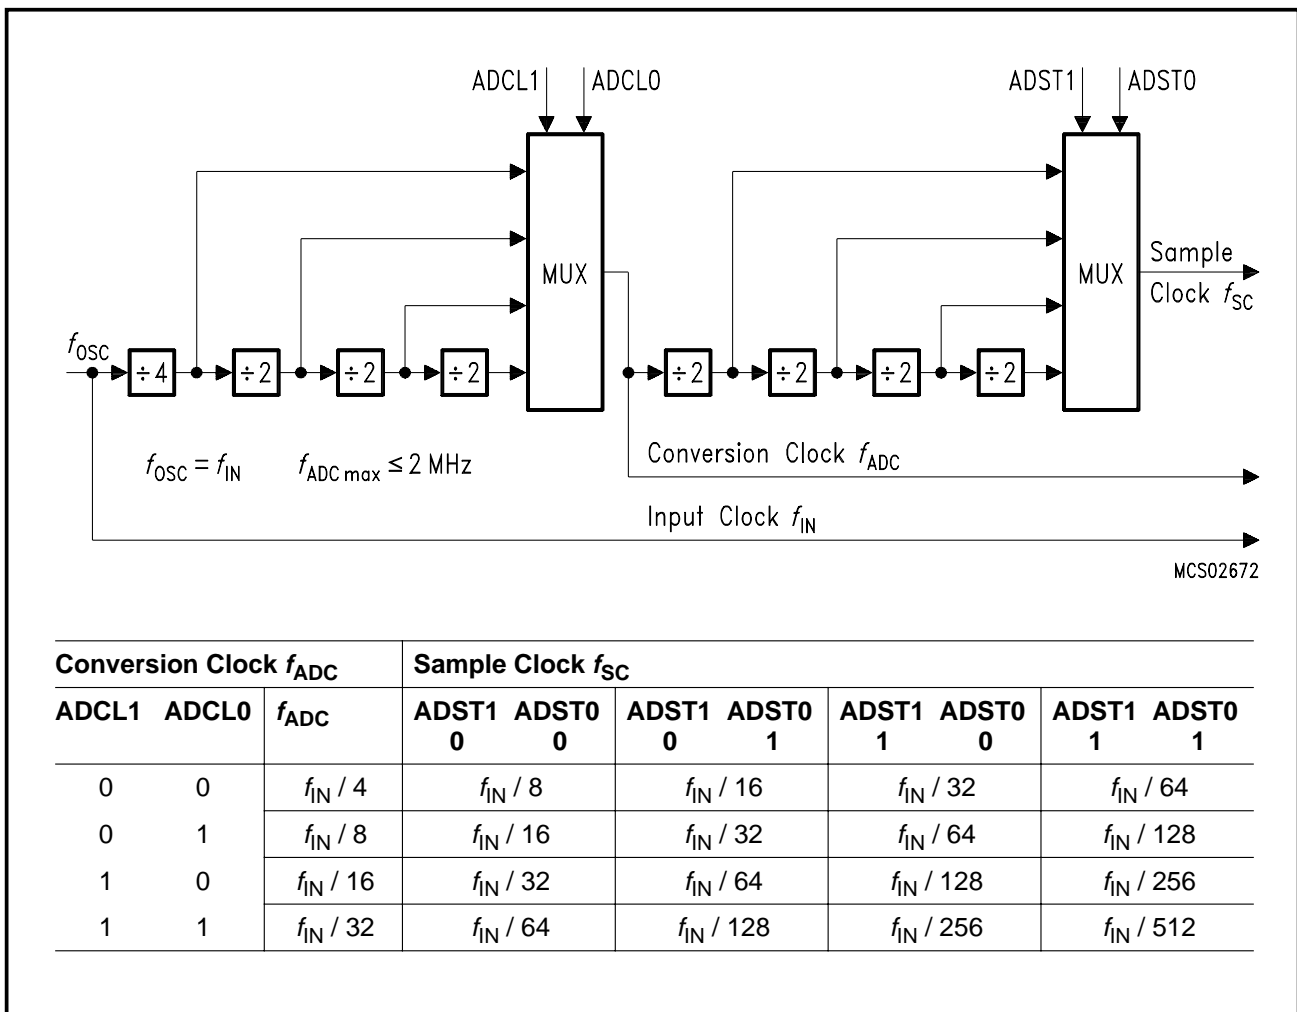 ADCL1 ADCL0 ADST1 ADST0
MUX MUX
Sample
Clock fSC
fOSC
÷4 ÷2 ÷2 ÷2 ÷2 ÷2 ÷2 ÷2
fOSC = fIN fADC max ≤ 2 MHz
Conversion Clock fADC
Input Clock fIN
MCS02672
Conversion Clock fADC Sample Clock fSC
ADCL1 ADCL0 fADC ADST1 ADST0 ADST1 ADST0 ADST1 ADST0 ADST1 ADST0
0 0 0 1 1 0 1 1
0 0 fIN / 4 fIN / 8 fIN / 16 fIN / 32 fIN / 64
0 1 fIN / 8 fIN / 16 fIN / 32 fIN / 64 fIN / 128
1 0 fIN / 16 fIN / 32 fIN / 64 fIN / 128 fIN / 256
1 1 fIN / 32 fIN / 64 fIN / 128 fIN / 256 fIN / 512